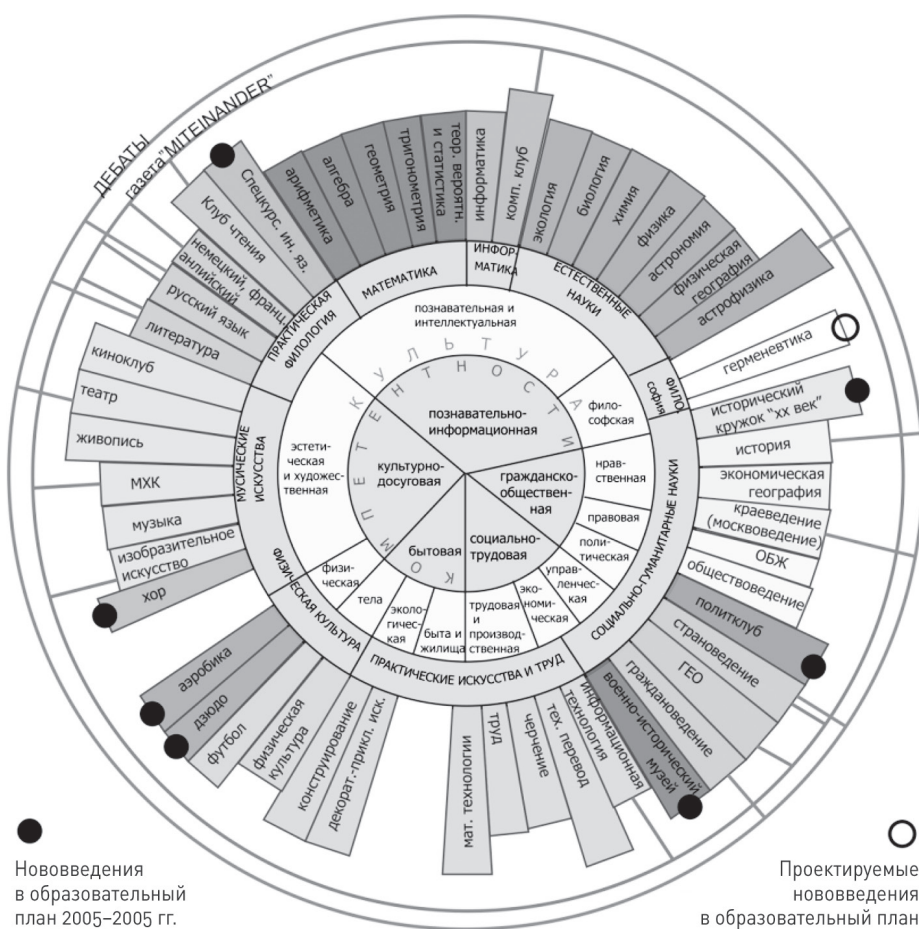 ДЕБАТЫ
газета"MITEINANDER"
Спецкурс. ин. яз.
Клуб чтения
немецкий, франц.
анлийский
русский язык
литература
киноклуб
театр
живопись
МХК
музыка
изобразительное
искусство
хор
аэробика
дзюдо
футбол
физическая
культура
конструирование
декорат.-прикл. иск.
мат. технологии
труд
черчение
тех. перевод
информационная
технология
военно-исторический
музей
граждановедение
ГЕО
страноведение
политклуб
обществоведение
ОБЖ
краеведение
(москвоведение)
экономическая
география
история
исторический
кружок "XX век"
герменевтика
астрофизика
физическая
география
астрономия
физика
химия
биология
экология
комп. клуб
информатика
теор. вероятн.
и статистика
тригонометрия
геометрия
алгебра
арифметика
ПРАКТИЧЕСКАЯ
ФИЛОЛОГИЯ
МАТЕМАТИКА
ИНФОР-
МАТИКА
ЕСТЕСТВЕННЫЕ
НАУКИ
ФИЛО
софия
СОЦИАЛЬНО-ГУМАНИТАРНЫЕ НАУКИ
ПРАКТИЧЕСКИЕ ИСКУССТВА И ТРУД
ФИЗИЧЕСКАЯ КУЛЬТУРА
МУСИЧЕСКИЕ
ИСКУССТВА
познавательная и
интеллектуальная
КУЛЬТУРА
фило-
софская
нрав-
ственная
правовая
поли-
тическая
управ-
ленчес-
кая
эко-
номи-
ческая
трудовая
и
производ-
ственная
быта и
жилища
эколо-
гичес-
кая
тела
физи-
ческая
эстети-
ческая
и художе-
ственная
КОМПЕТЕНТНОСТИ
познавательно-
информационная
гражданско-
общественн-
ная
социально-
трудовая
бытовая
культурно-
досуговая
Нововведения
в образовательный
план 2005–2005 гг.
Проектируемые
нововведения
в образовательный план